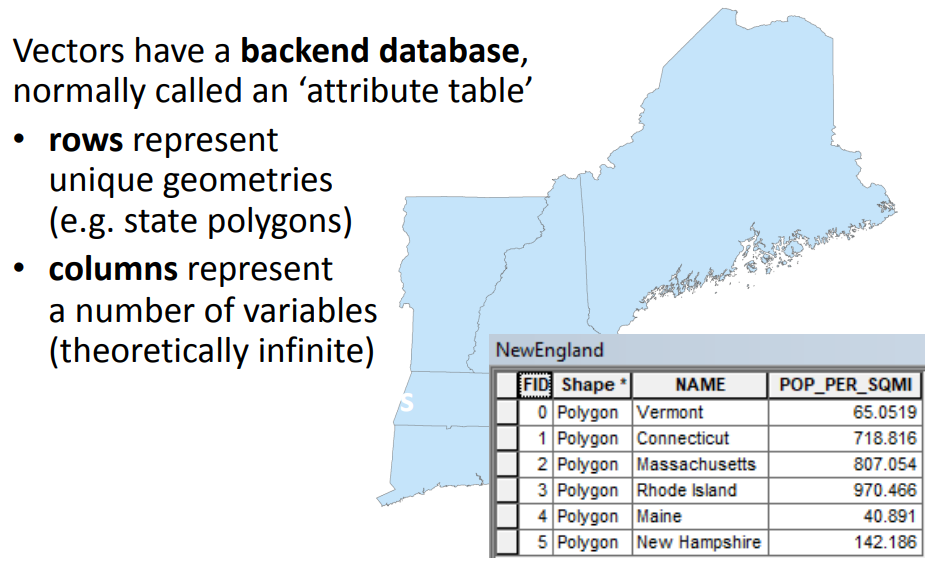 Vectors have a backend database,
normally called an ‘attribute table’
• rows represent
unique geometries
(e.g. state polygons)
• columns represent
a number of variables
(theoretically infinite)
NewEngland
FID Shape * NAME POP_PER_SQMI
0 Polygon Vermont 65.0519
1 Polygon Connecticut 718.816
2 Polygon Massachusetts 807.054
3 Polygon Rhode Island 970.466
4 Polygon Maine 40.891
5 Polygon New Hampshire 142.186